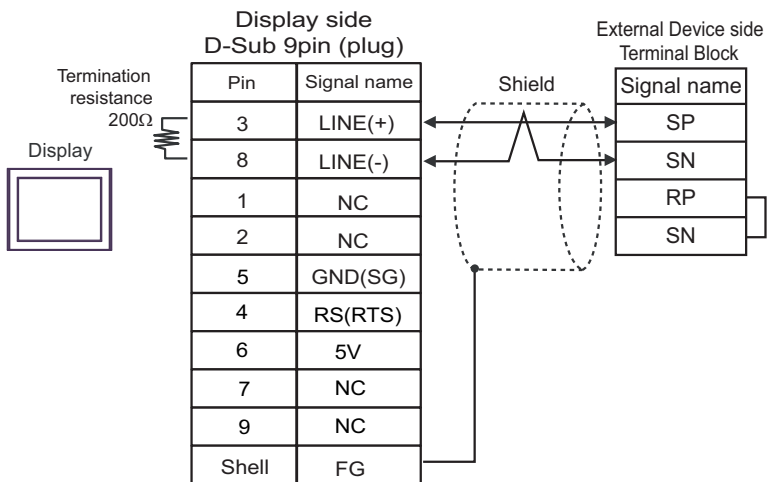 Display side
D-Sub 9pin (plug)
External Device side
Terminal Block
Termination
resistance
200Ω
Display
Shield
Pin Signal name
3 LINE(+)
8 LINE(-)
1 NC
2 NC
5 GND(SG)
4 RS(RTS)
6 5V
7 NC
9 NC
Shell FG
Signal name
SP
SN
RP
SN